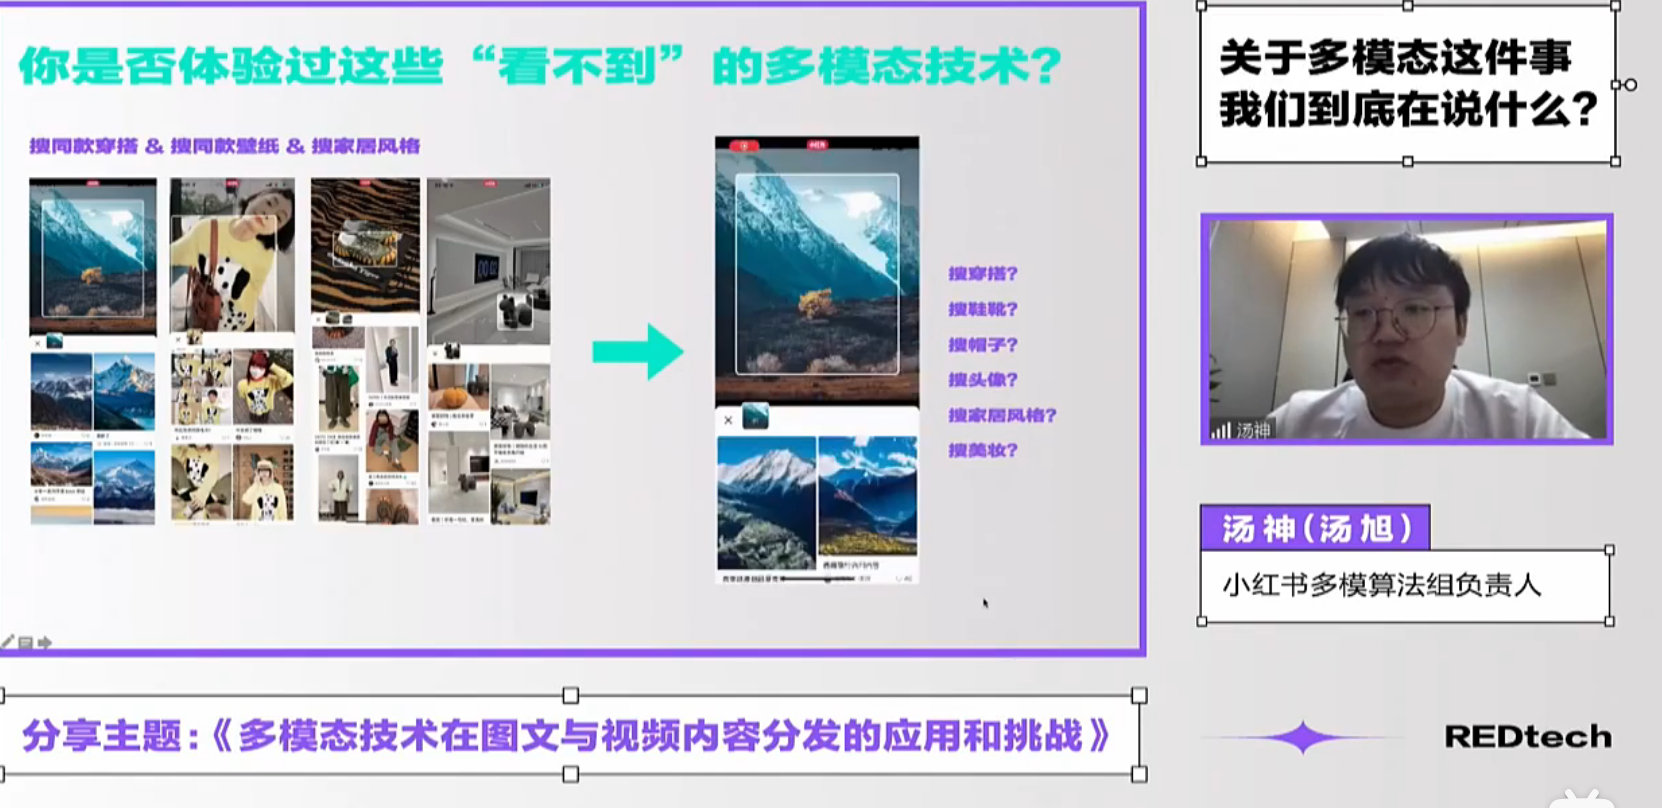 你是否体验过这些“看不到”的多模态技术?
搜同款穿搭 & 搜同款壁纸 & 搜家居风格
小红书
搜穿搭?
搜鞋靴?
搜帽子?
搜头像?
搜家居风格?
搜美妆?
关于多模态这件事
我们到底在说什么?
汤神
汤神(汤旭)
小红书多模算法组负责人
分享主题:《多模态技术在图文与视频内容分发的应用和挑战》
REDtech